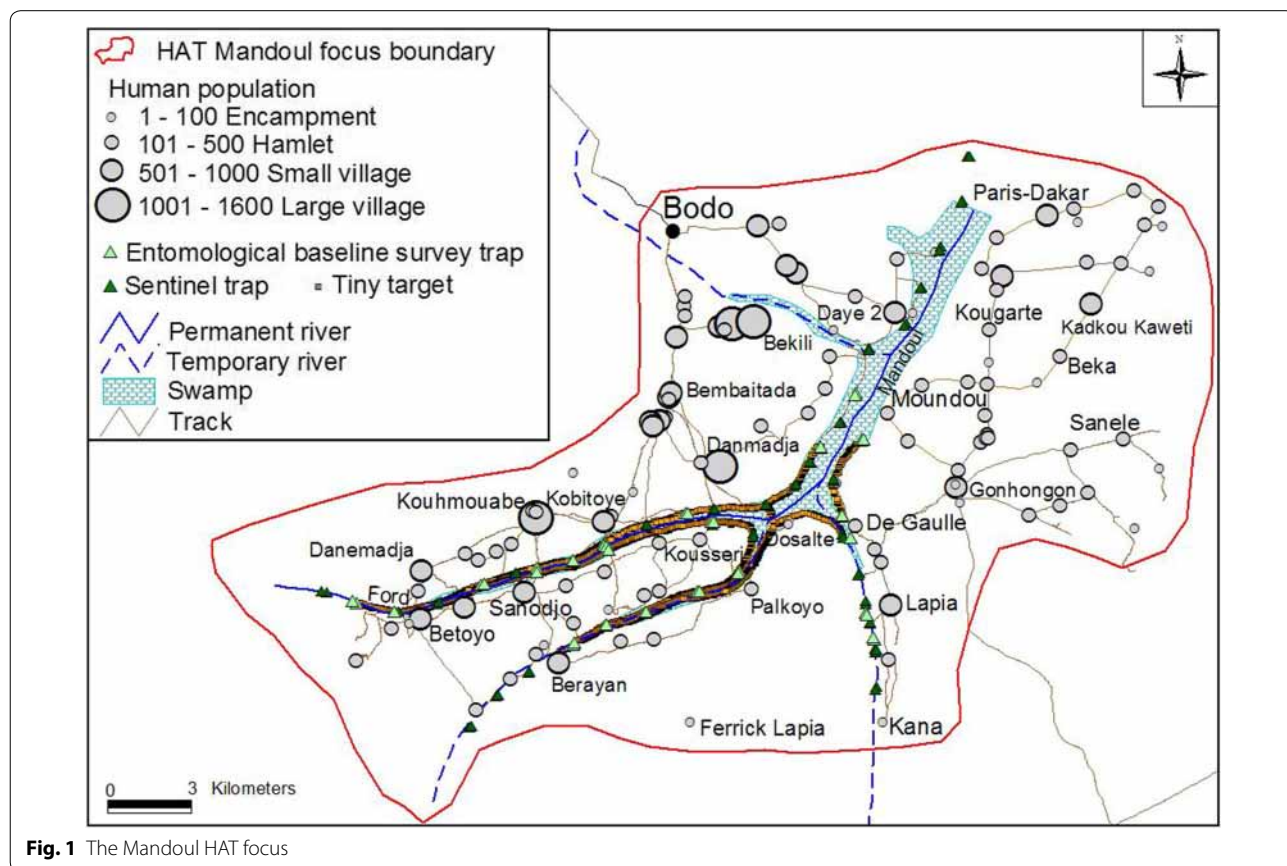 HAT Mandoul focus boundary
Human population
1 - 100 Encampment
101 - 500 Hamlet
501 - 1000 Small village
1001 - 1600 Large village
Entomological baseline survey trap
Sentinel trap Tiny target
Permanent river
Temporary river
Swamp
Track
N
Bodo
Paris-Dakar
Daye 2
Kougarte
Kadkou Kaweti
Bekili
Mandoul
Beka
Bembaitada
Moundou
Sanele
Danmadja
Kouhmouabe
Kobitoye
Gonhongon
De Gaulle
Danemadja
Kousseri
Dosalte
Ford
Sanodjo
Palkoyo
Lapia
Betoyo
Berayan
Ferrick Lapia
Kana
0 3 Kilometers
Fig. 1 The Mandoul HAT focus